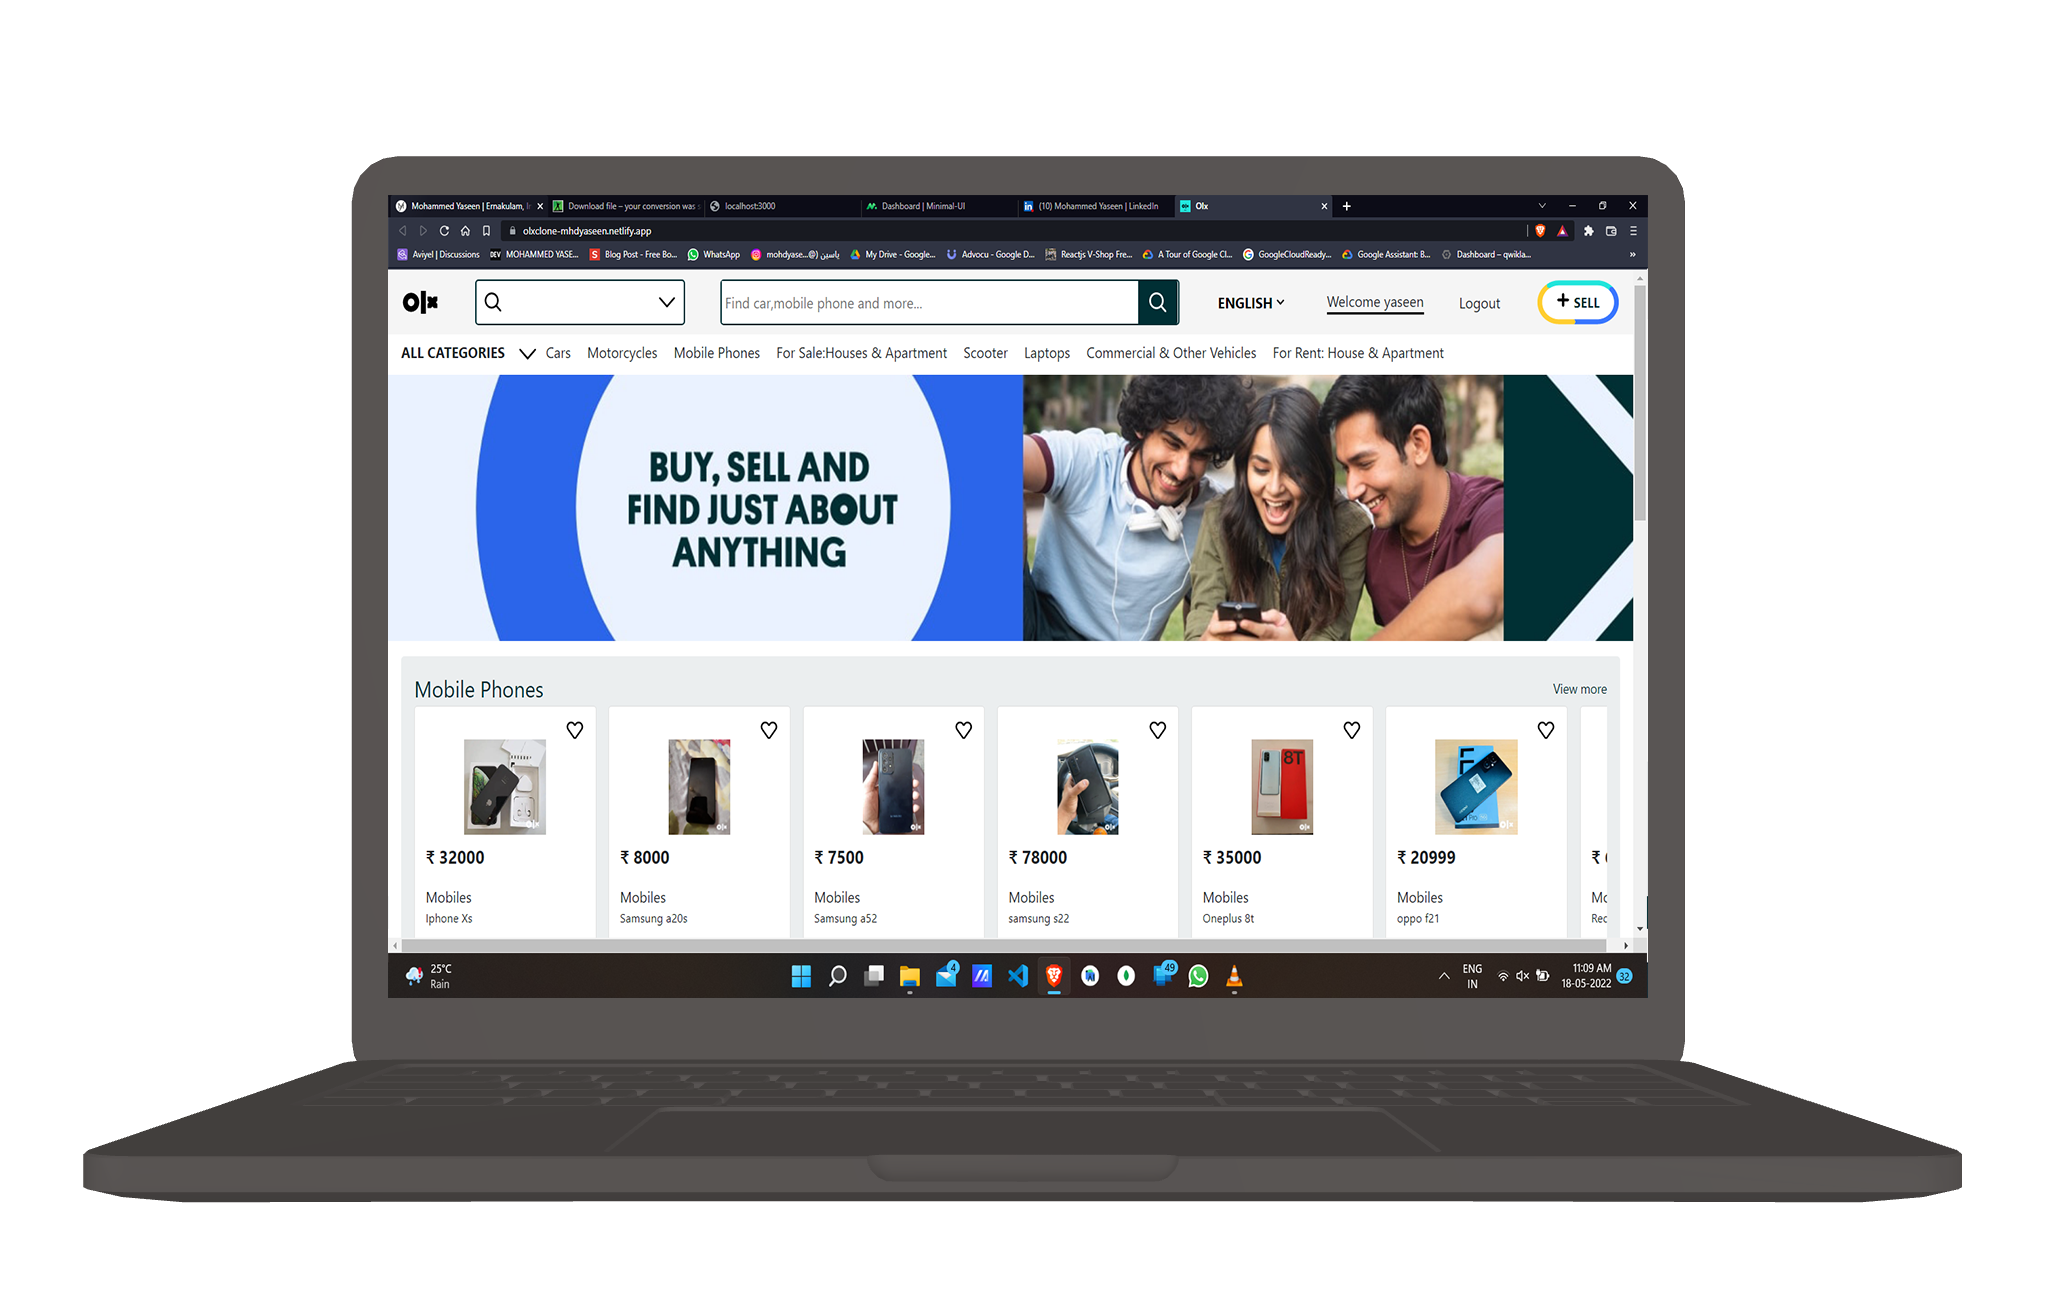 Mohammed Yaseen | Ernakulam, I
Download file – your conversion was s
localhost:3000
Dashboard | Minimal-UI
(10) Mohammed Yaseen | LinkedIn
Olx
olxclone-mhdyaseen.netlify.app
Aviyel | Discussions
DEV MOHAMMED YASE...
Blog Post - Free Bo...
WhatsApp
mohdyase...@) ياسين
My Drive - Google...
Advocu - Google D...
Reactjs V-Shop Fre...
A Tour of Google Cl...
GoogleCloudReady...
Google Assistant: B...
Dashboard – qwikla...
olx
Find car,mobile phone and more...
ENGLISH
Welcome yaseen
Logout
+ SELL
ALL CATEGORIES
Cars
Motorcycles
Mobile Phones
For Sale:Houses & Apartment
Scooter
Laptops
Commercial & Other Vehicles
For Rent: House & Apartment
BUY, SELL AND
FIND JUST ABOUT
ANYTHING
Mobile Phones
View more
8T
₹ 32000
₹ 8000
₹ 7500
₹ 78000
₹ 35000
₹ 20999
₹
Mobiles
Mobiles
Mobiles
Mobiles
Mobiles
Mobiles
Mo
Iphone Xs
Samsung a20s
Samsung a52
samsung s22
Oneplus 8t
oppo f21
Rec
25°C
Rain
4
49
ENG
IN
11:09 AM
18-05-2022
32